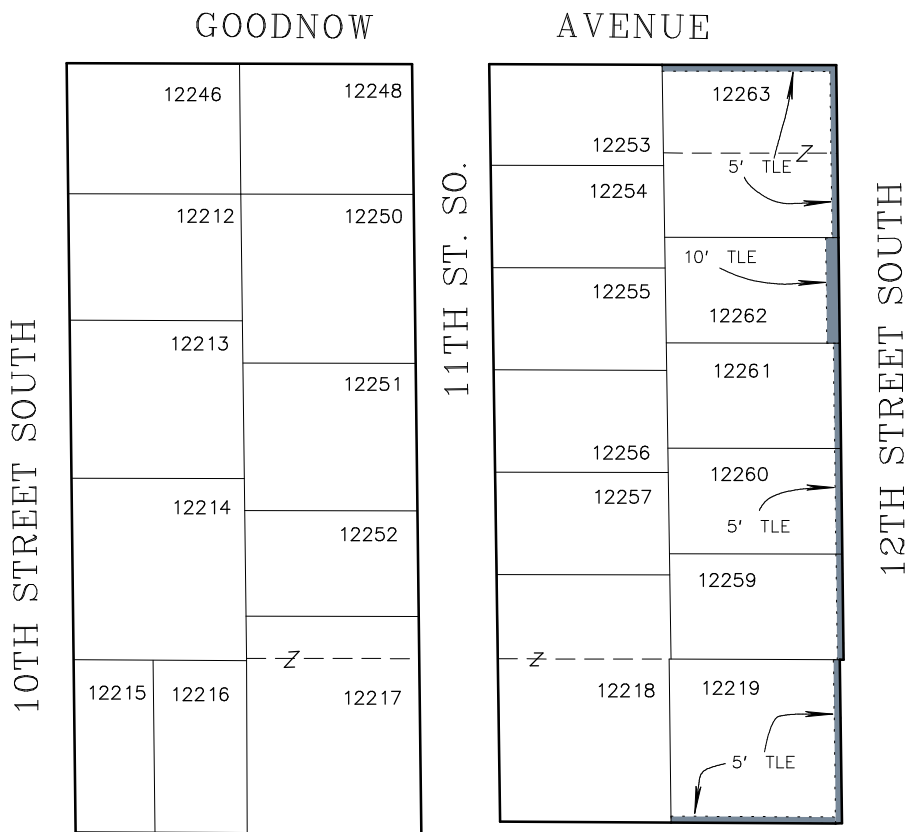 GOODNOW AVENUE
12246
12248
12212
12250
12213
12251
12214
12252
12215
12216
12217
10TH STREET SOUTH
11TH ST. SO.
12253
12254
12255
12256
12257
12218
12263
5' TLE
10' TLE
12262
12261
12260
5' TLE
12259
12219
5' TLE
12TH STREET SOUTH
Z
Z
Z